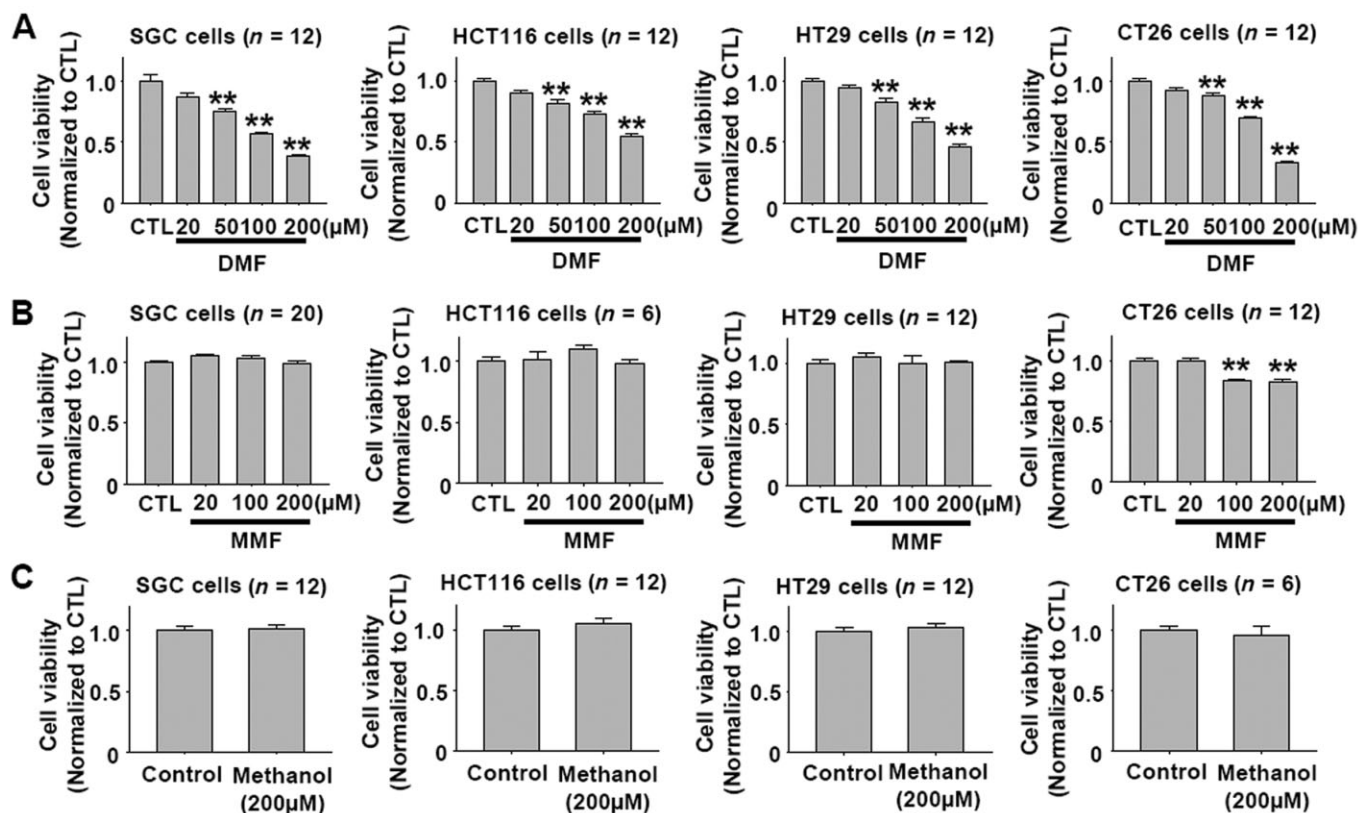 A
SGC cells (n = 12)
Cell viability
(Normalized to CTL)
1.0
0.5
0
** ** **
CTL 20 50 100 200(μM)
DMF
HCT116 cells (n = 12)
Cell viability
(Normalized to CTL)
1.0
0.5
0
** ** **
CTL 20 50 100 200(μM)
DMF
HT29 cells (n = 12)
Cell viability
(Normalized to CTL)
1.0
0.5
0
** ** **
CTL 20 50 100 200(μM)
DMF
CT26 cells (n = 12)
Cell viability
(Normalized to CTL)
1.0
0.5
0
** ** **
CTL 20 50 100 200(μM)
DMF
B
SGC cells (n = 20)
Cell viability
(Normalized to CTL)
1.0
0.5
0
CTL 20 100 200(μM)
MMF
HCT116 cells (n = 6)
Cell viability
(Normalized to CTL)
1.0
0.5
0
CTL 20 100 200(μM)
MMF
HT29 cells (n = 12)
Cell viability
(Normalized to CTL)
1.0
0.5
0
CTL 20 100 200(μM)
MMF
CT26 cells (n = 12)
Cell viability
(Normalized to CTL)
1.0
0.5
0
** **
CTL 20 100 200(μM)
MMF
C
SGC cells (n = 12)
Cell viability
(Normalized to CTL)
1.0
0.5
0
Control Methanol
(200μM)
HCT116 cells (n = 12)
Cell viability
(Normalized to CTL)
1.0
0.5
0
Control Methanol
(200μM)
HT29 cells (n = 12)
Cell viability
(Normalized to CTL)
1.0
0.5
0
Control Methanol
(200μM)
CT26 cells (n = 6)
Cell viability
(Normalized to CTL)
1.0
0.5
0
Control Methanol
(200μM)